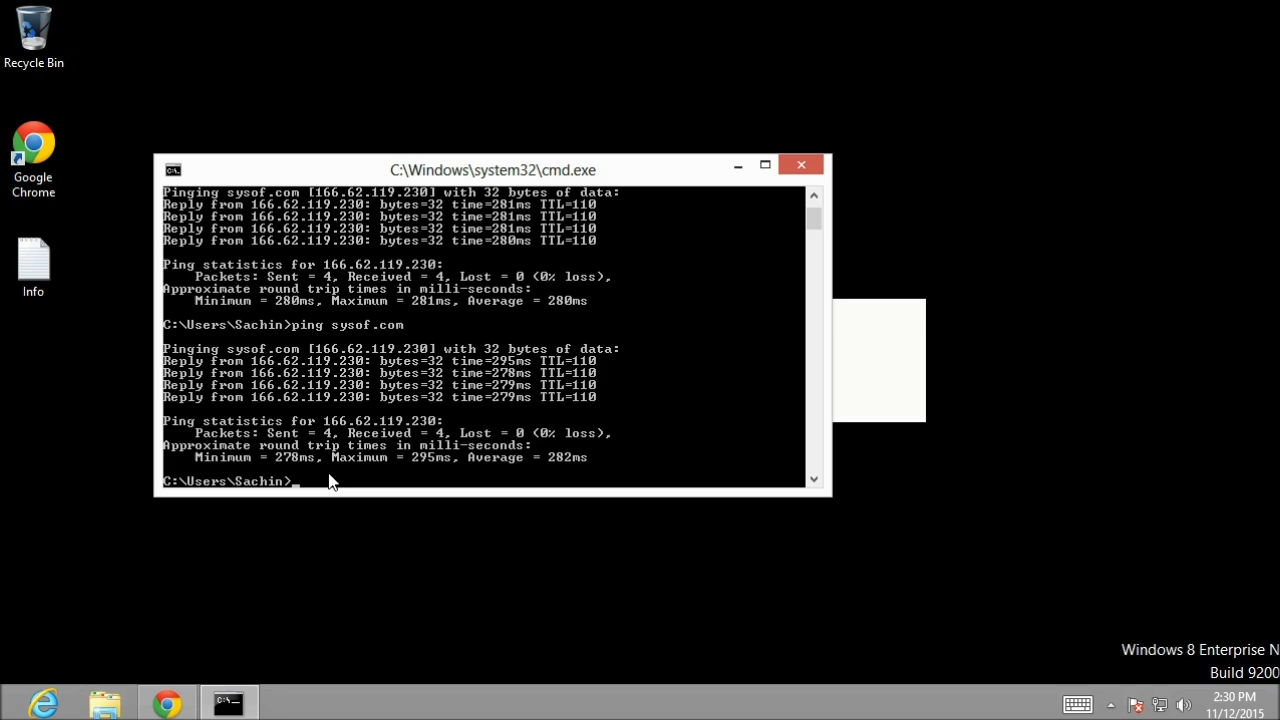 Recycle Bin
Google
Chrome
Info
C:\Windows\system32\cmd.exe
Pinging sysof.com [166.62.119.230] with 32 bytes of data:
Reply from 166.62.119.230: bytes=32 time=281ms TTL=110
Reply from 166.62.119.230: bytes=32 time=281ms TTL=110
Reply from 166.62.119.230: bytes=32 time=281ms TTL=110
Reply from 166.62.119.230: bytes=32 time=280ms TTL=110
Ping statistics for 166.62.119.230:
Packets: Sent = 4, Received = 4, Lost = 0 (0% loss),
Approximate round trip times in milli-seconds:
Minimum = 280ms, Maximum = 281ms, Average = 280ms
C:\Users\Sachin>ping sysof.com
Pinging sysof.com [166.62.119.230] with 32 bytes of data:
Reply from 166.62.119.230: bytes=32 time=295ms TTL=110
Reply from 166.62.119.230: bytes=32 time=278ms TTL=110
Reply from 166.62.119.230: bytes=32 time=279ms TTL=110
Reply from 166.62.119.230: bytes=32 time=279ms TTL=110
Ping statistics for 166.62.119.230:
Packets: Sent = 4, Received = 4, Lost = 0 (0% loss),
Approximate round trip times in milli-seconds:
Minimum = 278ms, Maximum = 295ms, Average = 282ms
C:\Users\Sachin>_
Windows 8 Enterprise N
Build 9200
2:30 PM
11/12/2015